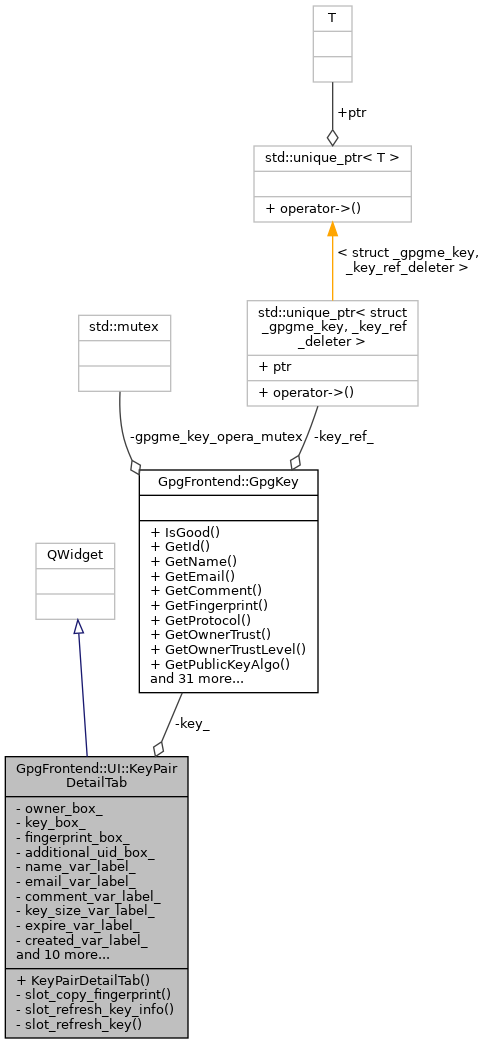 T
+ptr
std::unique_ptr< T >
+ operator->()
< struct _gpgme_key,
_key_ref_deleter >
std::unique_ptr< struct
_gpgme_key, _key_ref
_deleter >
+ ptr
+ operator->()
std::mutex
-gpgme_key_opera_mutex
-key_ref_
GpgFrontend::GpgKey
+ IsGood()
+ GetId()
+ GetName()
+ GetEmail()
+ GetComment()
+ GetFingerprint()
+ GetProtocol()
+ GetOwnerTrust()
+ GetOwnerTrustLevel()
+ GetPublicKeyAlgo()
and 31 more...
QWidget
-key_
GpgFrontend::UI::KeyPair
DetailTab
- owner_box_
- key_box_
- fingerprint_box_
- additional_uid_box_
- name_var_label_
- email_var_label_
- comment_var_label_
- key_size_var_label_
- expire_var_label_
- created_var_label_
and 10 more...
+ KeyPairDetailTab()
- slot_copy_fingerprint()
- slot_refresh_key_info()
- slot_refresh_key()